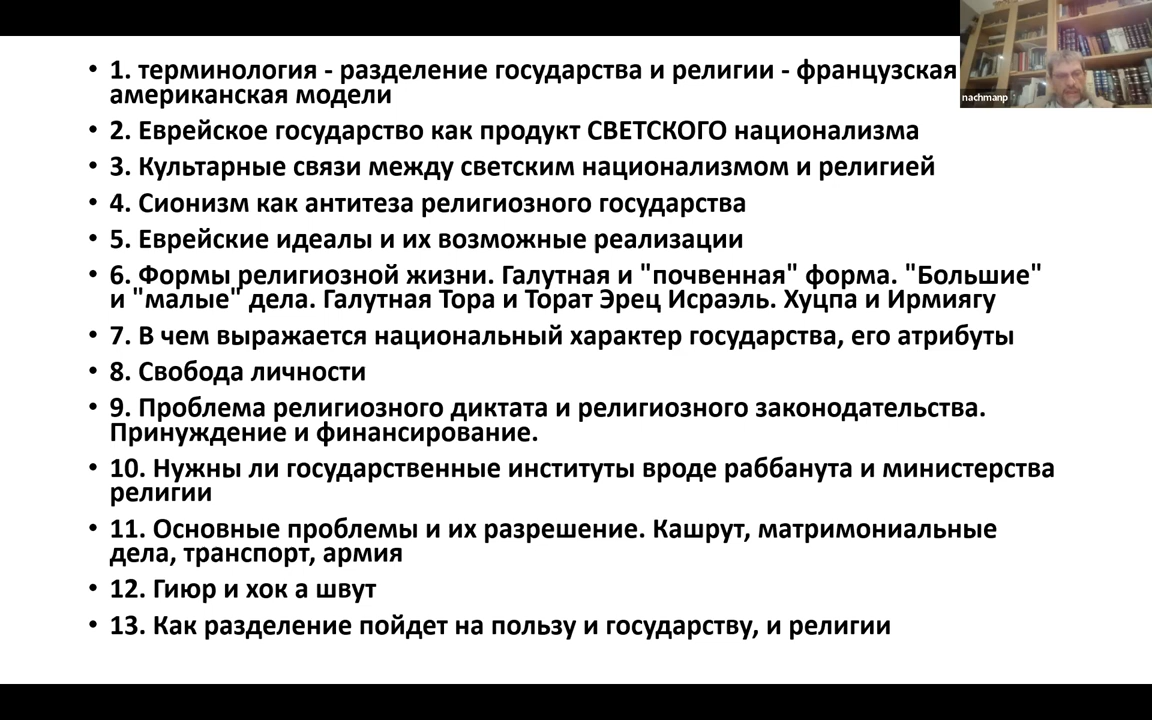 • 1. терминология - разделение государства и религии - французская
американская модели
nachmanp
• 2. Еврейское государство как продукт СВЕТСКОГО национализма
• 3. Культарные связи между светским национализмом и религией
• 4. Сионизм как антитеза религиозного государства
• 5. Еврейские идеалы и их возможные реализации
• 6. Формы религиозной жизни. Галутная и "почвенная" форма. "Большие"
и "малые" дела. Галутная Тора и Торат Эрец Исраэль. Хуцпа и Ирмиягу
• 7. В чем выражается национальный характер государства, его атрибуты
• 8. Свобода личности
• 9. Проблема религиозного диктата и религиозного законодательства.
Принуждение и финансирование.
• 10. Нужны ли государственные институты вроде раббанута и министерства
религии
• 11. Основные проблемы и их разрешение. Кашрут, матримониальные
дела, транспорт, армия
• 12. Гиюр и хок а швут
• 13. Как разделение пойдет на пользу и государству, и религии